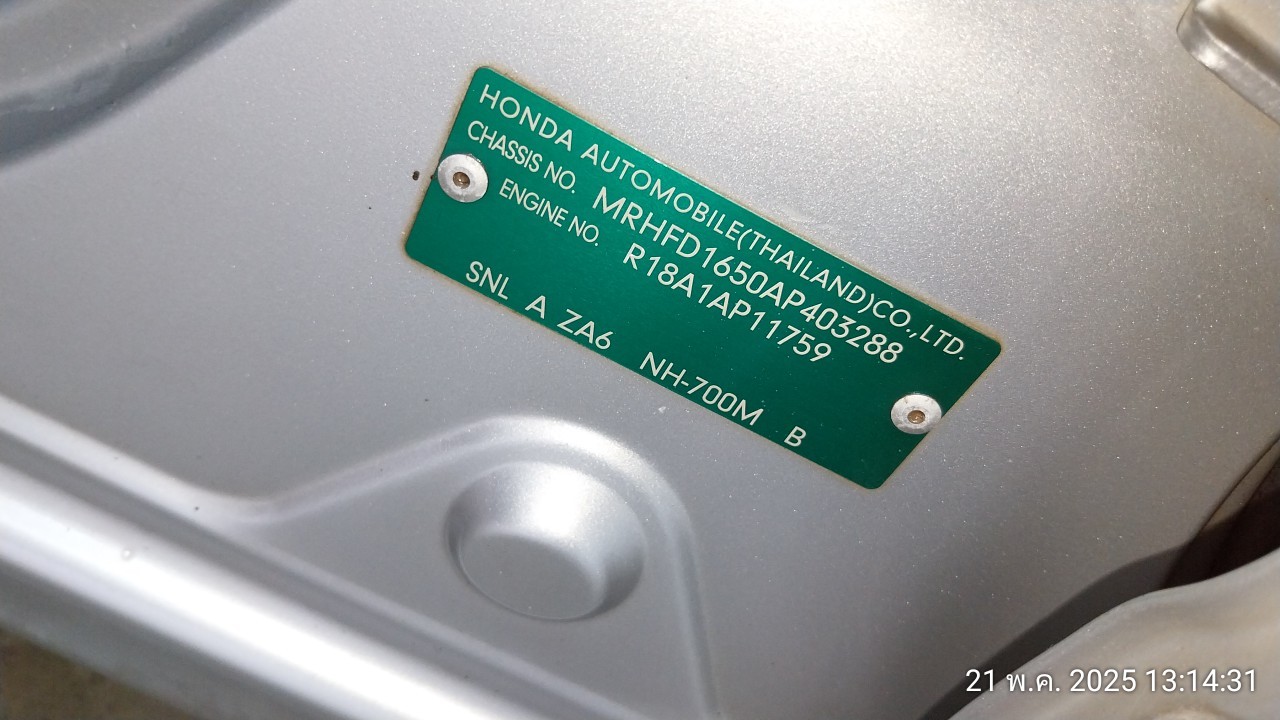 HONDA AUTOMOBILE(THAILAND)CO.,LTD.
CHASSIS NO. MRHFD1650AP403288
ENGINE NO. R18A1AP11759
SNL A ZA6 NH-700M B
21 พ.ค. 2025 13:14:31